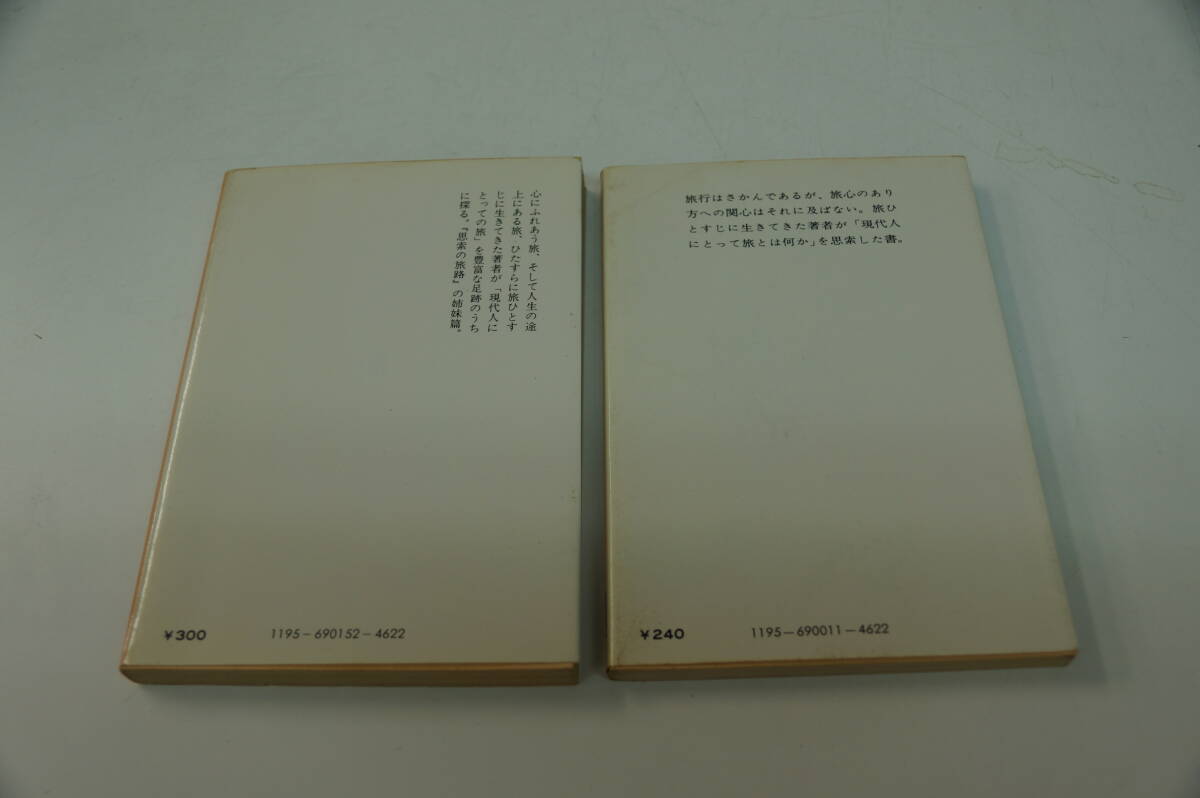 心にふれあう旅、そして人生の途
上にある旅、ひたすらに旅ひとす
じに生きてきた著者が「現代人に
とっての旅」を豊富な足跡のうち
に探る。『思索の旅路』の姉妹篇。
¥300
1195-690152-4622
旅行はさかんであるが、旅心のあり
方への関心はそれに及ばない。旅ひ
とすじに生きてきた著者が「現代人
にとって旅とは何か」を思索した書。
¥240
1195-690011-4622